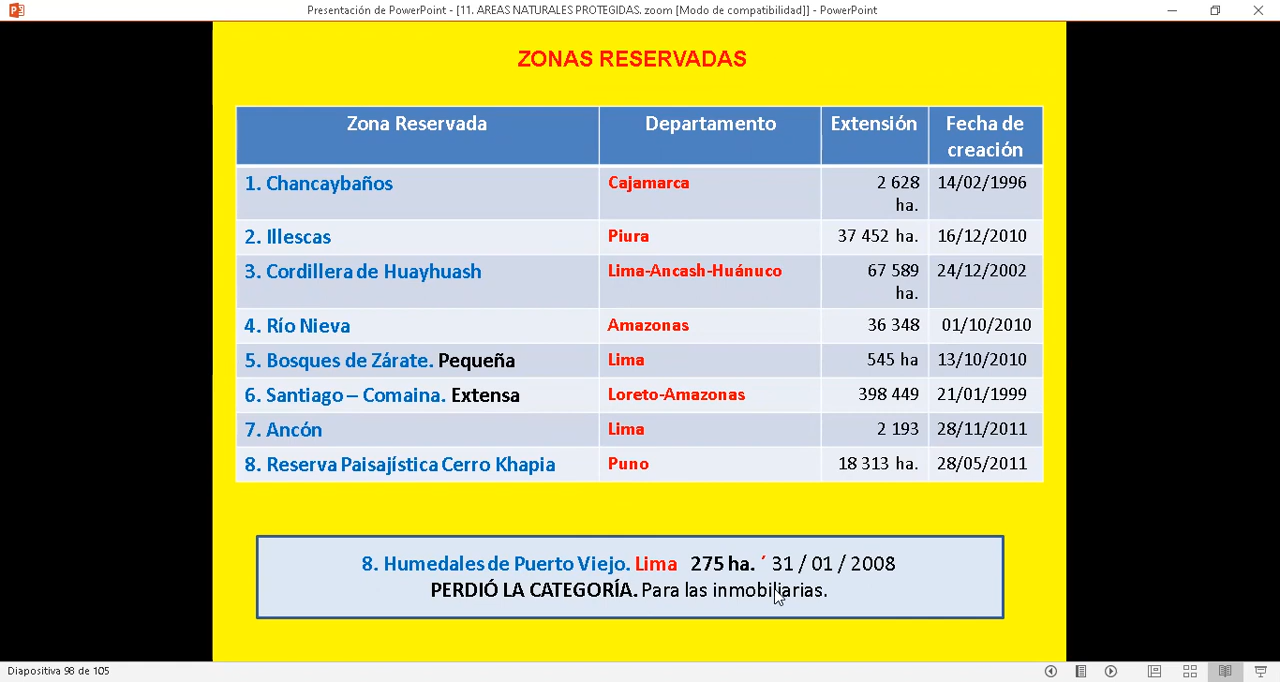 Presentación de PowerPoint - [11. AREAS NATURALES PROTEGIDAS. zoom [Modo de compatibilidad]] - PowerPoint
ZONAS RESERVADAS
Zona Reservada Departamento Extensión Fecha de
creación
1. Chancaybaños Cajamarca 2 628 14/02/1996
ha.
2. Illescas Piura 37 452 ha. 16/12/2010
3. Cordillera de Huayhuash Lima-Ancash-Huánuco 67 589 24/12/2002
ha.
4. Río Nieva Amazonas 36 348 01/10/2010
5. Bosques de Zárate. Pequeña Lima 545 ha 13/10/2010
6. Santiago – Comaina. Extensa Loreto-Amazonas 398 449 21/01/1999
7. Ancón Lima 2 193 28/11/2011
8. Reserva Paisajística Cerro Khapia Puno 18 313 ha. 28/05/2011
8. Humedales de Puerto Viejo. Lima 275 ha. ´ 31 / 01 / 2008
PERDIÓ LA CATEGORÍA. Para las inmobiliarias.
Diapositiva 98 de 105